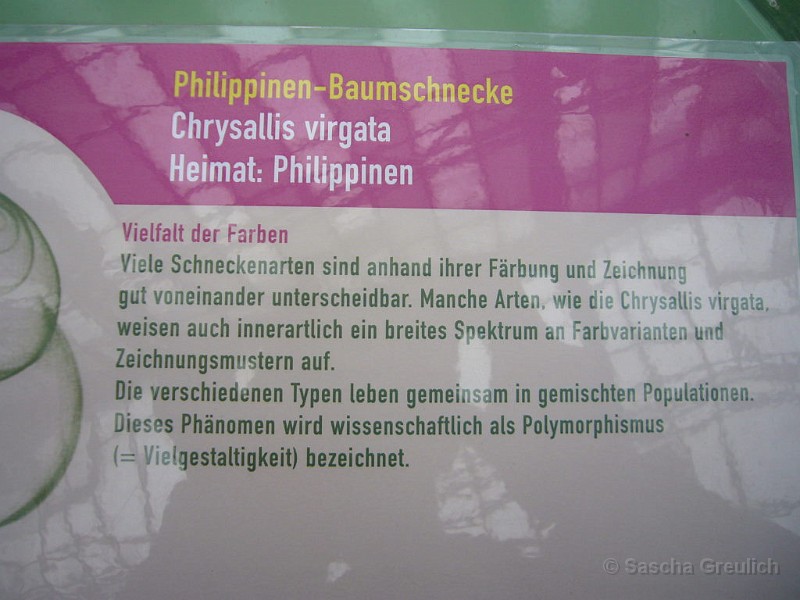 Philippinen-Baumschnecke
Chrysallis virgata
Heimat: Philippinen
Vielfalt der Farben
Viele Schneckenarten sind anhand ihrer Färbung und Zeichnung
gut voneinander unterscheidbar. Manche Arten, wie die Chrysallis virgata,
weisen auch innerartlich ein breites Spektrum an Farbvarianten und
Zeichnungsmustern auf.
Die verschiedenen Typen leben gemeinsam in gemischten Populationen.
Dieses Phänomen wird wissenschaftlich als Polymorphismus
(= Vielgestaltigkeit) bezeichnet.
© Sascha Greulich